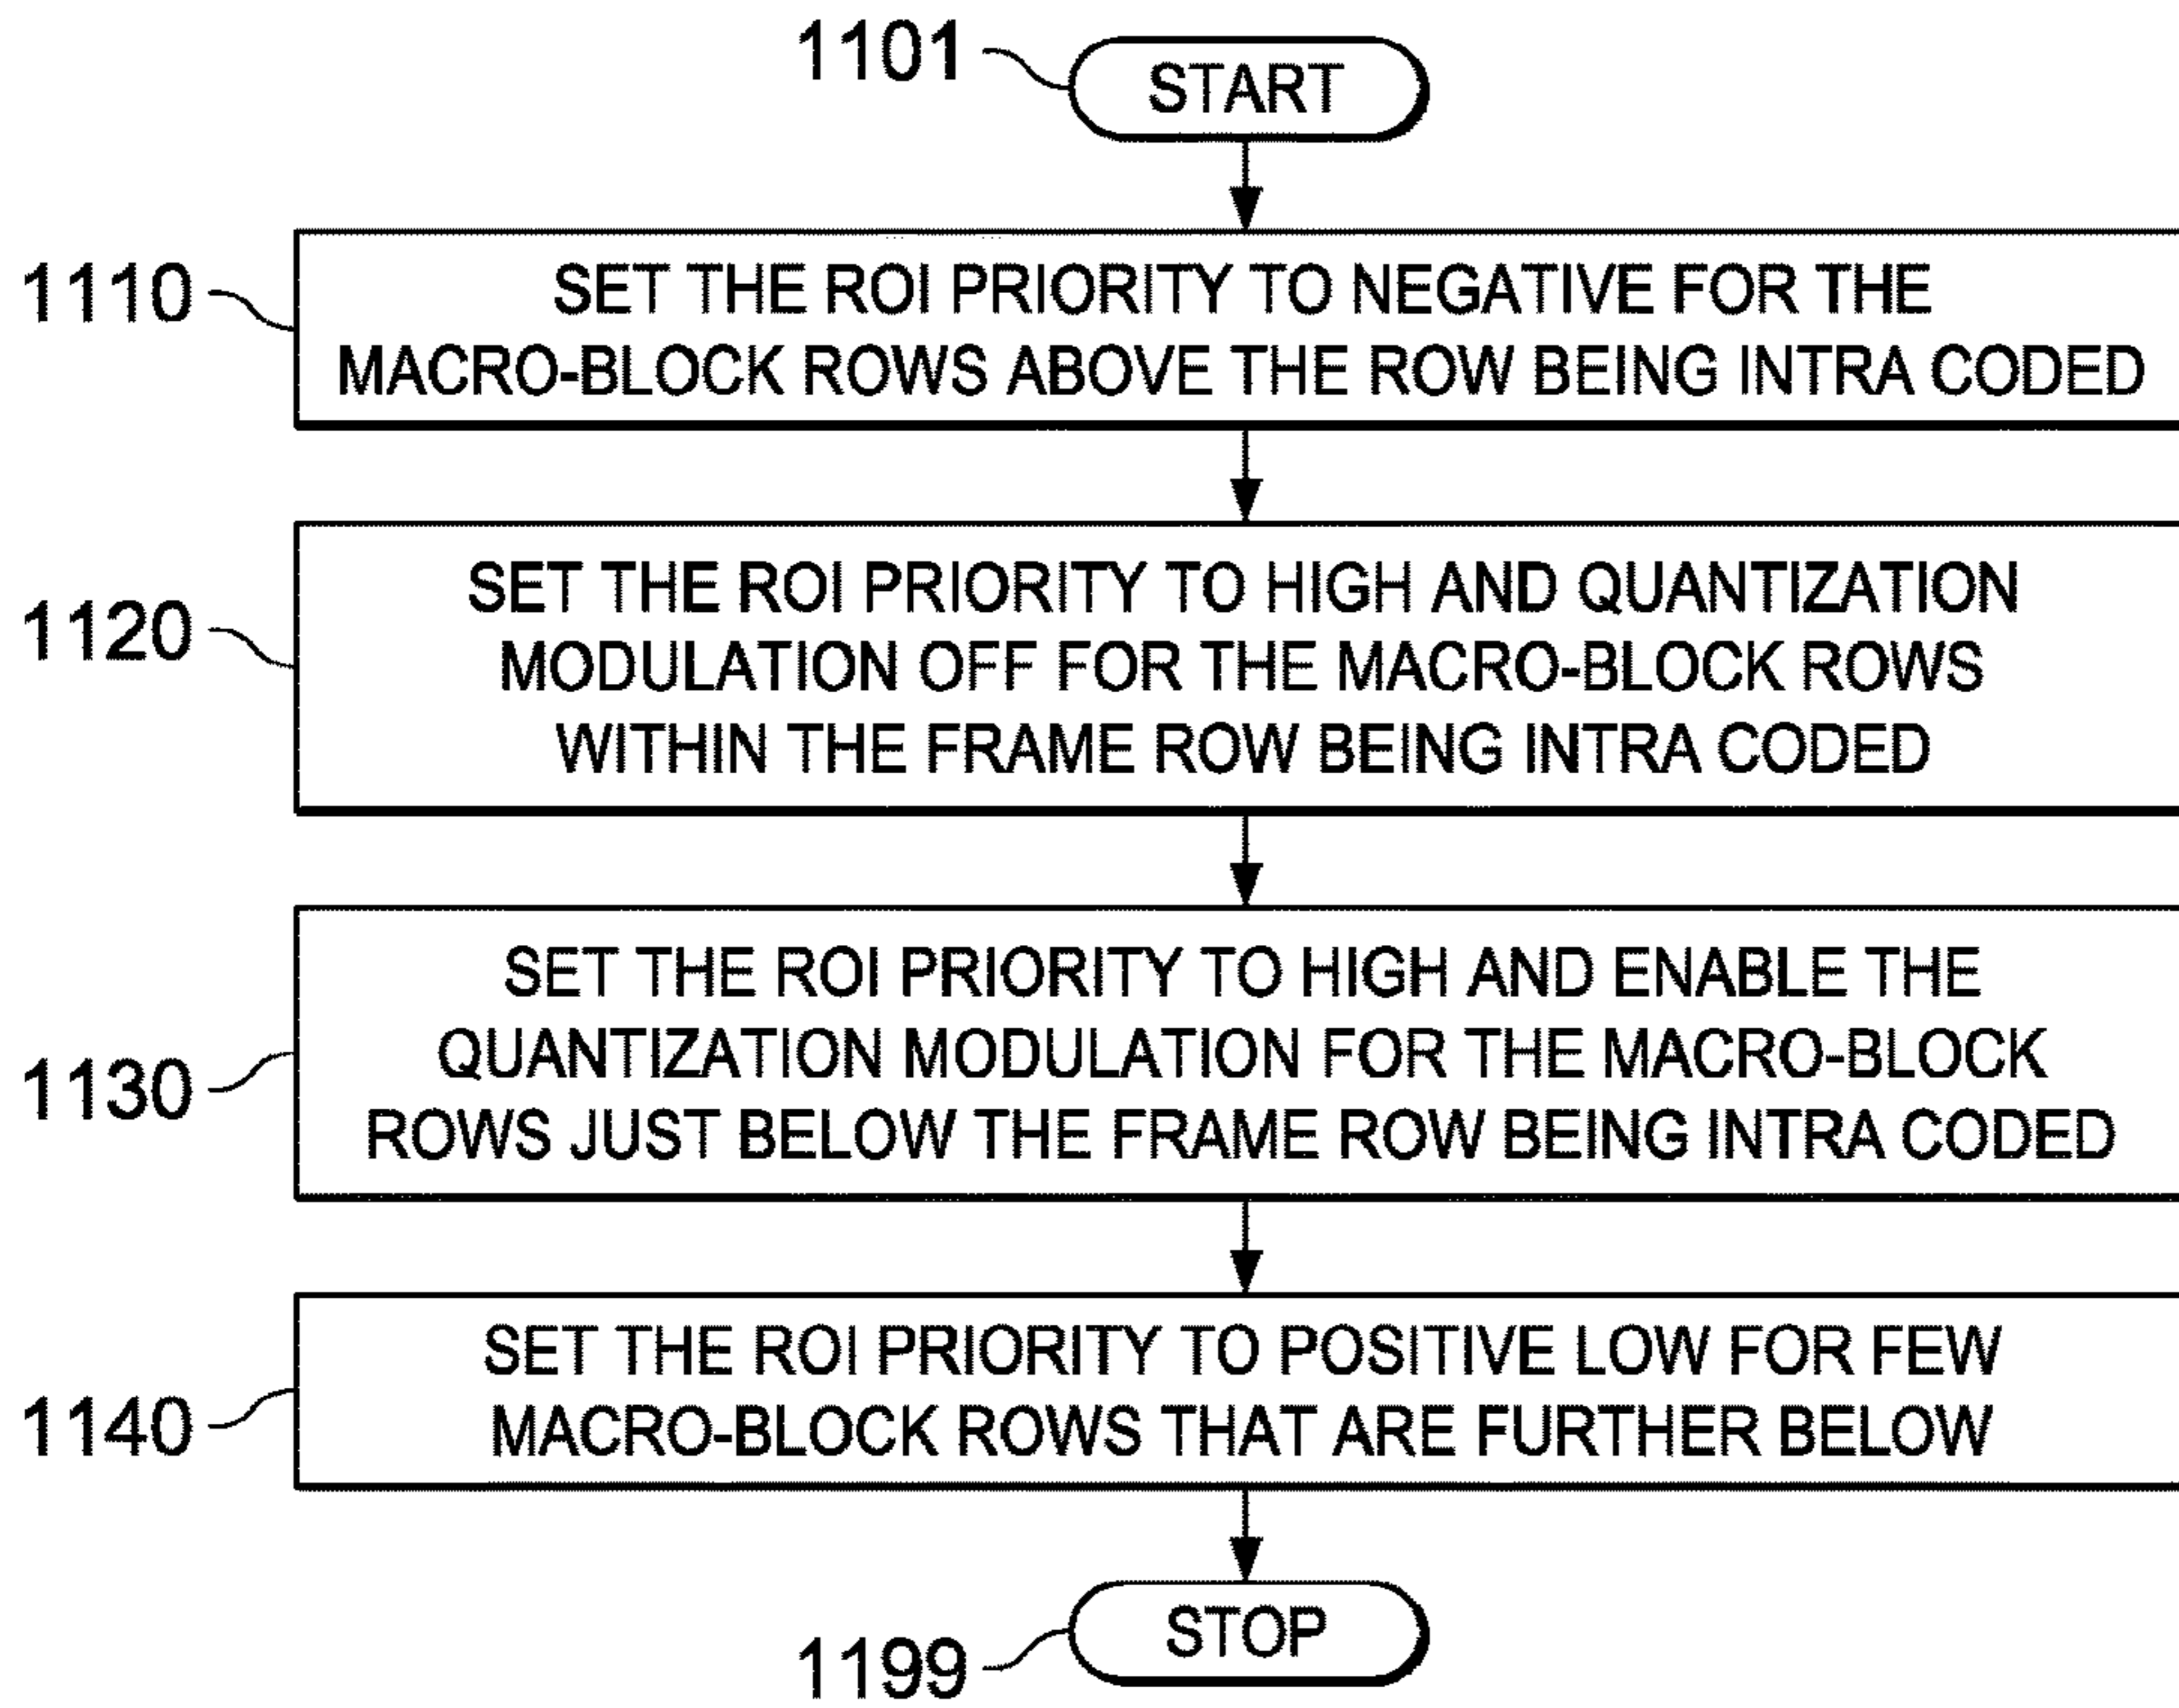 1101
START
1110
SET THE ROI PRIORITY TO NEGATIVE FOR THE
MACRO-BLOCK ROWS ABOVE THE ROW BEING INTRA CODED
1120
SET THE ROI PRIORITY TO HIGH AND QUANTIZATION
MODULATION OFF FOR THE MACRO-BLOCK ROWS
WITHIN THE FRAME ROW BEING INTRA CODED
1130
SET THE ROI PRIORITY TO HIGH AND ENABLE THE
QUANTIZATION MODULATION FOR THE MACRO-BLOCK
ROWS JUST BELOW THE FRAME ROW BEING INTRA CODED
1140
SET THE ROI PRIORITY TO POSITIVE LOW FOR FEW
MACRO-BLOCK ROWS THAT ARE FURTHER BELOW
1199
STOP